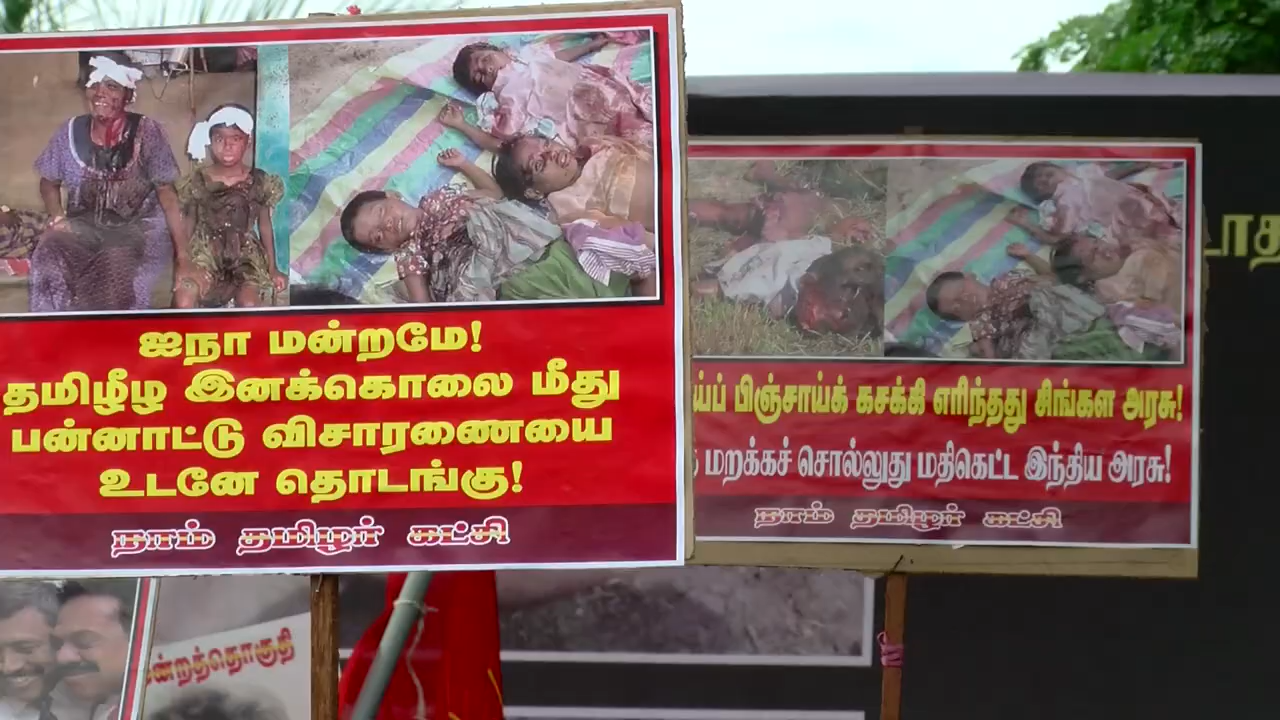 ஐநா மன்றமே!
தமிழீழ இனக்கொலை மீது
பன்னாட்டு விசாரணையை
உடனே தொடங்கு!
நாம் தமிழர் கட்சி
பிஞ்சாய்க் கசக்கி எரிந்தது சிங்கள அரசு!
மறக்கச் சொல்லுது மதிகெட்ட இந்திய அரசு!
நாம் தமிழர் கட்சி